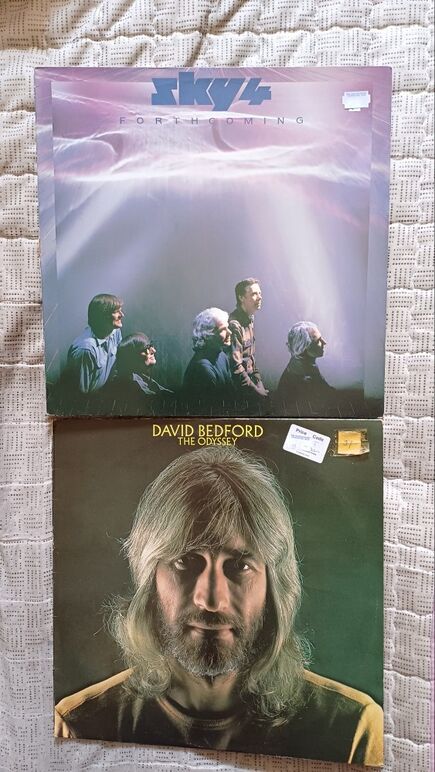 sky4
FORTHCOMING
DAVID BEDFORD
THE ODYSSEY
Price Code